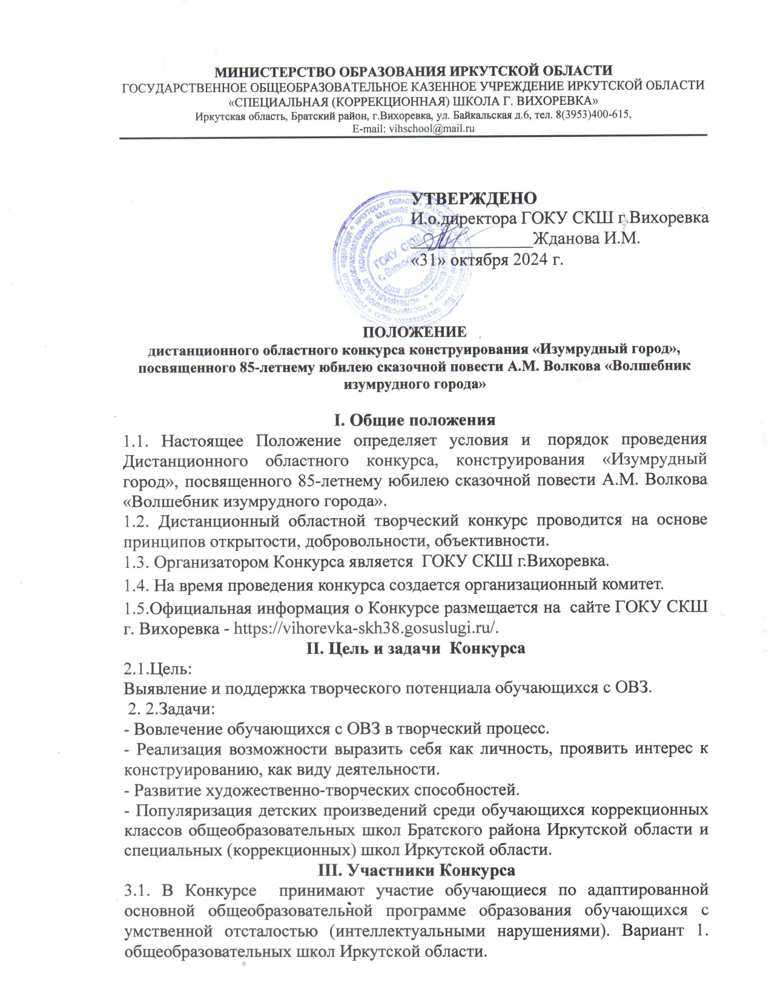 МИНИСТЕРСТВО ОБРАЗОВАНИЯ ИРКУТСКОЙ ОБЛАСТИ
ГОСУДАРСТВЕННОЕ ОБЩЕОБРАЗОВАТЕЛЬНОЕ КАЗЕННОЕ УЧРЕЖДЕНИЕ ИРКУТСКОЙ ОБЛАСТИ
«СПЕЦИАЛЬНАЯ (КОРРЕКЦИОННАЯ) ШКОЛА Г. ВИХОРЕВКА»
Иркутская область, Братский район, г.Вихоревка, ул. Байкальская д.6, тел. 8(3953)400-615,
E-mail: vihschool@mail.ru
УТВЕРЖДЕНО
И.о.директора ГОКУ СКШ г.Вихоревка
______________Жданова И.М.
«31» октября 2024 г.
ГОКУ СКШ
г. Вихоревка
ДЛЯ ДОКУМЕНТОВ
ПОЛОЖЕНИЕ
дистанционного областного конкурса конструирования «Изумрудный город»,
посвященного 85-летнему юбилею сказочной повести А.М. Волкова «Волшебник
изумрудного города»
I. Общие положения
1.1. Настоящее Положение определяет условия и порядок проведения
Дистанционного областного конкурса, конструирования «Изумрудный
город», посвященного 85-летнему юбилею сказочной повести А.М. Волкова
«Волшебник изумрудного города».
1.2. Дистанционный областной творческий конкурс проводится на основе
принципов открытости, добровольности, объективности.
1.3. Организатором Конкурса является ГОКУ СКШ г.Вихоревка.
1.4. На время проведения конкурса создается организационный комитет.
1.5.Официальная информация о Конкурсе размещается на сайте ГОКУ СКШ
г. Вихоревка - https://vihorevka-skh38.gosuslugi.ru/.
II. Цель и задачи Конкурса
2.1.Цель:
Выявление и поддержка творческого потенциала обучающихся с ОВЗ.
2. 2.Задачи:
- Вовлечение обучающихся с ОВЗ в творческий процесс.
- Реализация возможности выразить себя как личность, проявить интерес к
конструированию, как виду деятельности.
- Развитие художественно-творческих способностей.
- Популяризация детских произведений среди обучающихся коррекционных
классов общеобразовательных школ Братского района Иркутской области и
специальных (коррекционных) школ Иркутской области.
III. Участники Конкурса
3.1. В Конкурсе принимают участие обучающиеся по адаптированной
основной общеобразовательной программе образования обучающихся с
умственной отсталостью (интеллектуальными нарушениями). Вариант 1.
общеобразовательных школ Иркутской области.